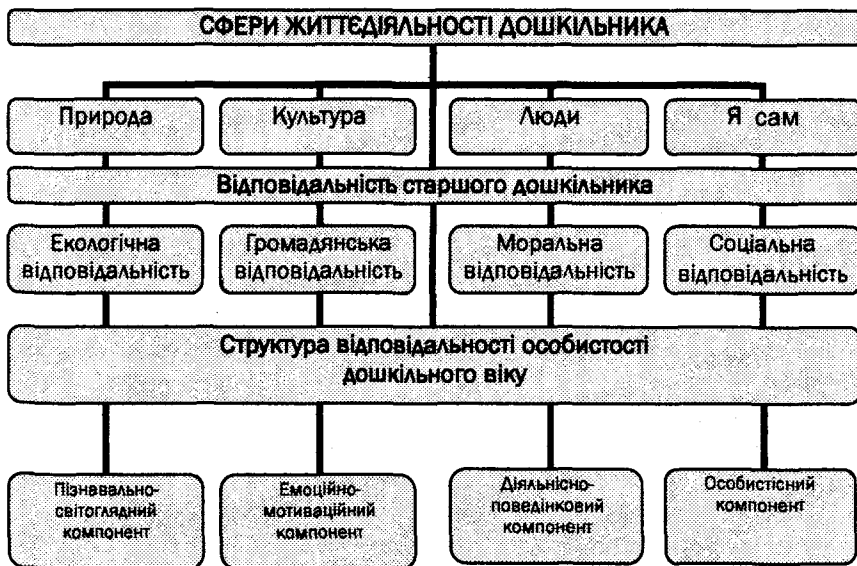 СФЕРИ ЖИТТЄДІЯЛЬНОСТІ ДОШКІЛЬНИКА
Природа
Культура
Люди
Я сам
Відповідальність старшого дошкільника
Екологічна
відповідальність
Громадянська
відповідальність
Моральна
відповідальність
Соціальна
відповідальність
Структура відповідальності особистості
дошкільного віку
Пізнавально-
світоглядний
компонент
Емоційно-
мотиваційний
компонент
Діяльнісно-
поведінковий
компонент
Особистісний
компонент